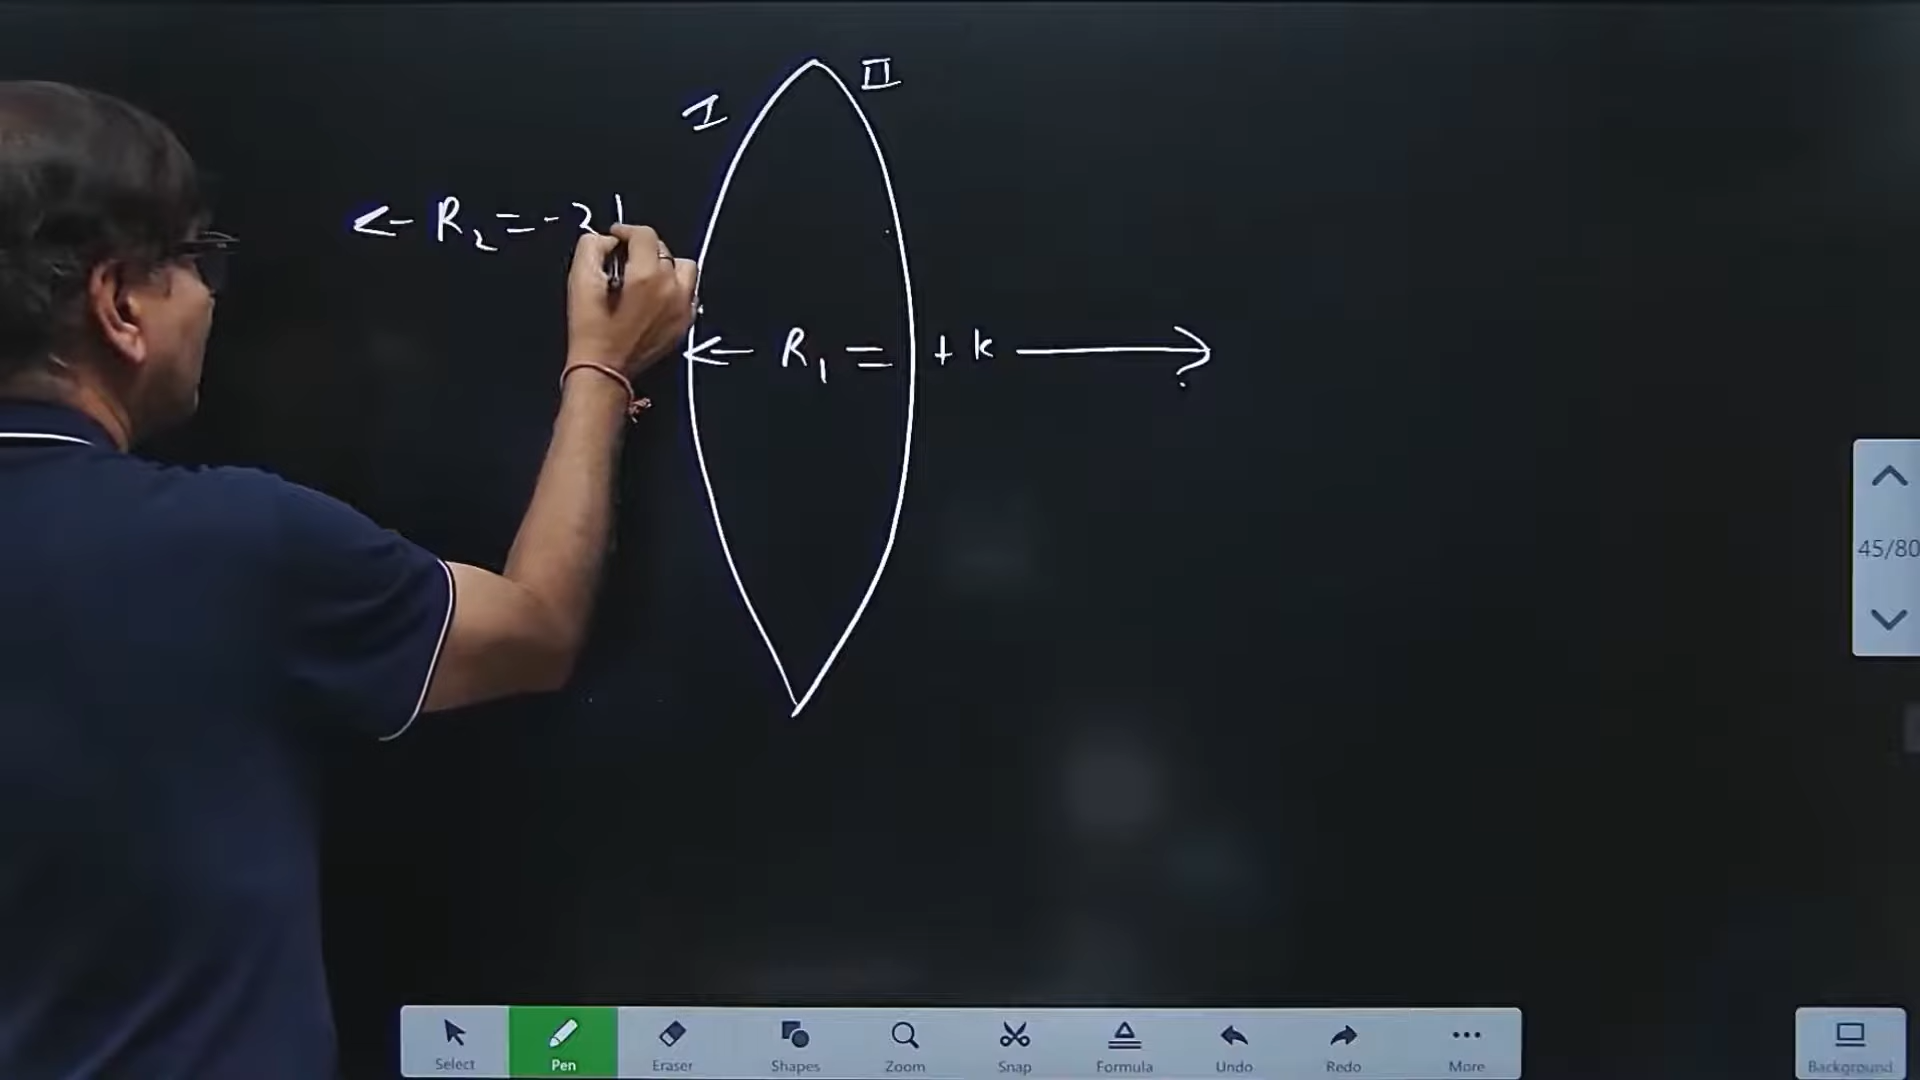 I II
← R₂ = -2
← R₁ = + k →
45/80
Select Pen Eraser Shapes Zoom Snap Formula Undo Redo More Background